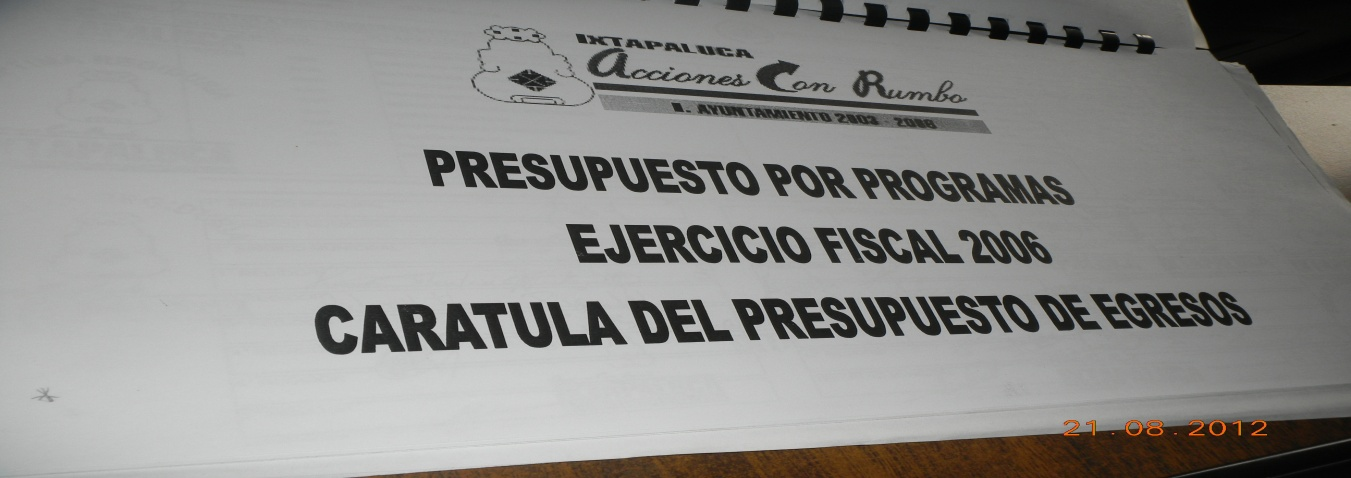 IXTAPALUCA
Acciones Con Rumbo
H. AYUNTAMIENTO 2003 - 2006
PRESUPUESTO POR PROGRAMAS
EJERCICIO FISCAL 2006
CARATULA DEL PRESUPUESTO DE EGRESOS
21.08.2012